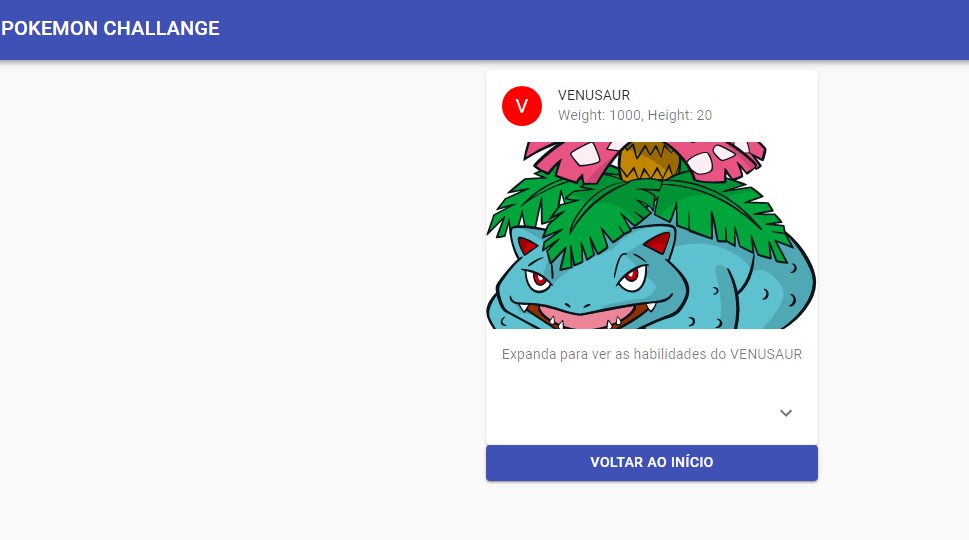 POKEMON CHALLANGE
V
VENUSAUR
Weight: 1000, Height: 20
Expanda para ver as habilidades do VENUSAUR
VOLTAR AO INÍCIO